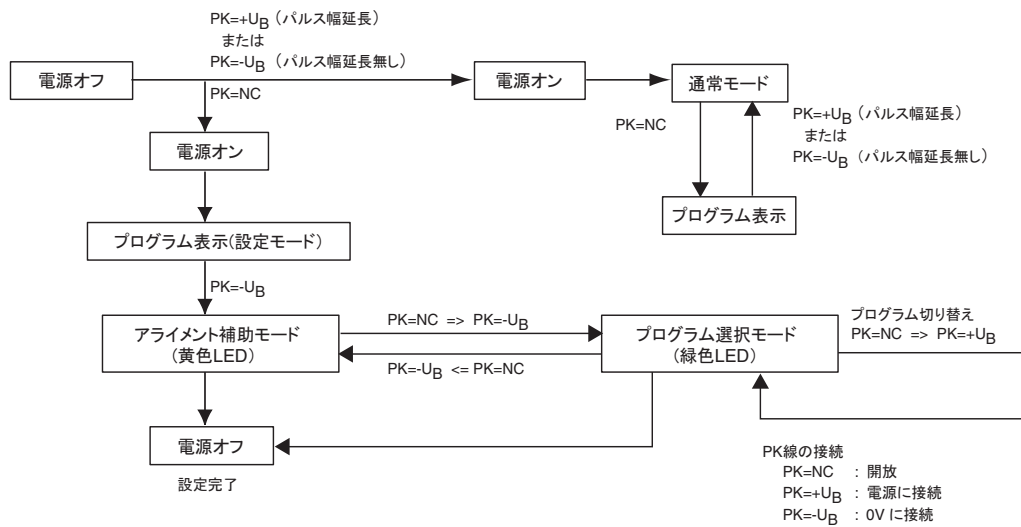 PK=+UB (パルス幅延長)
または
PK=-UB (パルス幅延長無し)
電源オフ
電源オン
通常モード
PK=NC
PK=NC
PK=+UB (パルス幅延長)
または
PK=-UB (パルス幅延長無し)
電源オン
プログラム表示
プログラム表示(設定モード)
PK=-UB
アライメント補助モード
(黄色LED)
PK=NC => PK=-UB
PK=-UB <= PK=NC
プログラム選択モード
(緑色LED)
プログラム切り替え
PK=NC => PK=+UB
電源オフ
設定完了
PK線の接続
PK=NC : 開放
PK=+UB : 電源に接続
PK=-UB : 0Vに接続